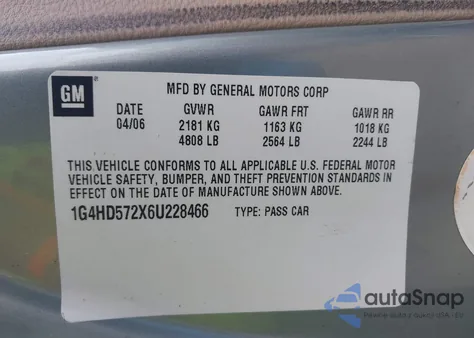 GM
MFD BY GENERAL MOTORS CORP
DATE GVWR GAWR FRT GAWR RR
04/06 2181 KG 1163 KG 1018 KG
4808 LB 2564 LB 2244 LB
THIS VEHICLE CONFORMS TO ALL APPLICABLE U.S. FEDERAL MOTOR
VEHICLE SAFETY, BUMPER, AND THEFT PREVENTION STANDARDS IN
EFFECT ON THE DATE OF MANUFACTURE SHOWN ABOVE.
1G4HD572X6U228466 TYPE: PASS CAR
autoSnap